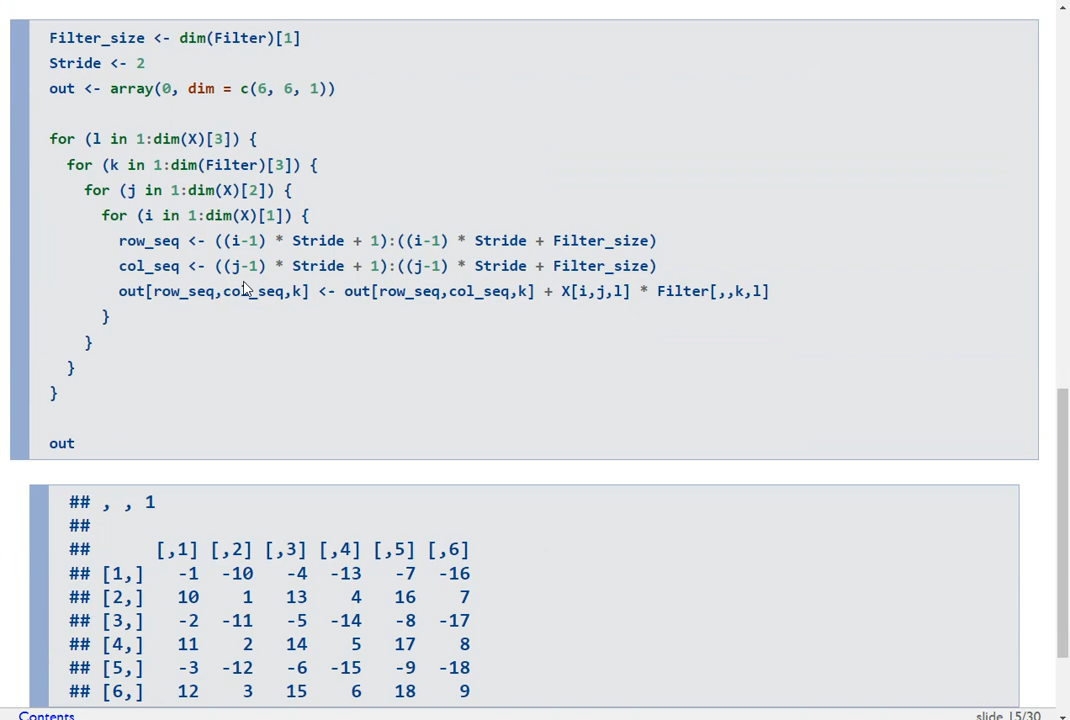 Filter_size <- dim(Filter)[1]
Stride <- 2
out <- array(0, dim = c(6, 6, 1))
for (l in 1:dim(X)[3]) {
  for (k in 1:dim(Filter)[3]) {
    for (j in 1:dim(X)[2]) {
      for (i in 1:dim(X)[1]) {
        row_seq <- ((i-1) * Stride + 1):((i-1) * Stride + Filter_size)
        col_seq <- ((j-1) * Stride + 1):((j-1) * Stride + Filter_size)
        out[row_seq,col_seq,k] <- out[row_seq,col_seq,k] + X[i,j,l] * Filter[,,k,l]
      }
    }
  }
}
out
## , , 1
##
##      [,1] [,2] [,3] [,4] [,5] [,6]
## [1,]   -1  -10   -4  -13   -7  -16
## [2,]   10    1   13    4   16    7
## [3,]   -2  -11   -5  -14   -8  -17
## [4,]   11    2   14    5   17    8
## [5,]   -3  -12   -6  -15   -9  -18
## [6,]   12    3   15    6   18    9
Contents
slide 15/30